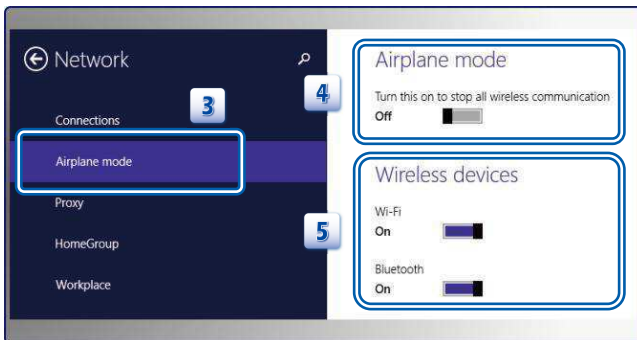 Network
3
Connections
Airplane mode
Proxy
HomeGroup
Workplace
4
Airplane mode
Turn this on to stop all wireless communication
Off
5
Wireless devices
Wi-Fi
On
Bluetooth
On